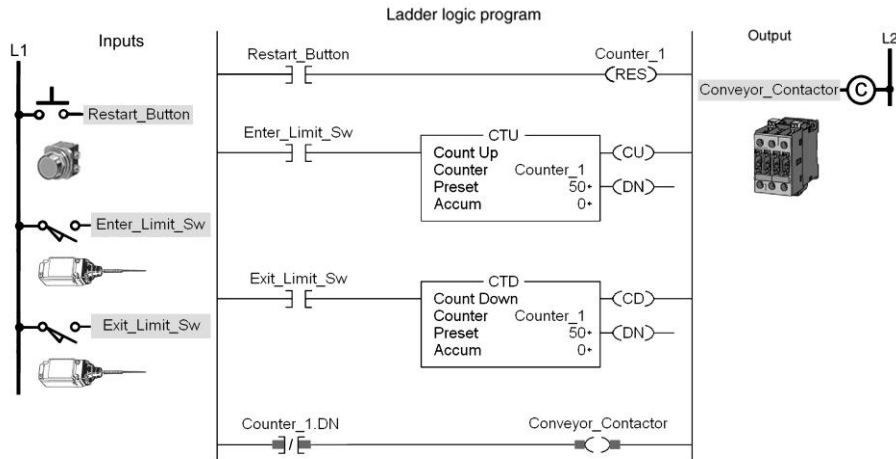 Ladder logic program
L1
Inputs
Output
L2
Restart_Button
Counter_1
RES
Restart_Button
Conveyor_Contactor
C
Enter_Limit_Sw
CTU
Count Up
CU
Counter Counter_1
Preset 50
DN
Accum 0
Enter_Limit_Sw
Exit_Limit_Sw
CTD
Count Down
CD
Counter Counter_1
Preset 50
DN
Accum 0
Exit_Limit_Sw
Counter_1.DN
Conveyor_Contactor